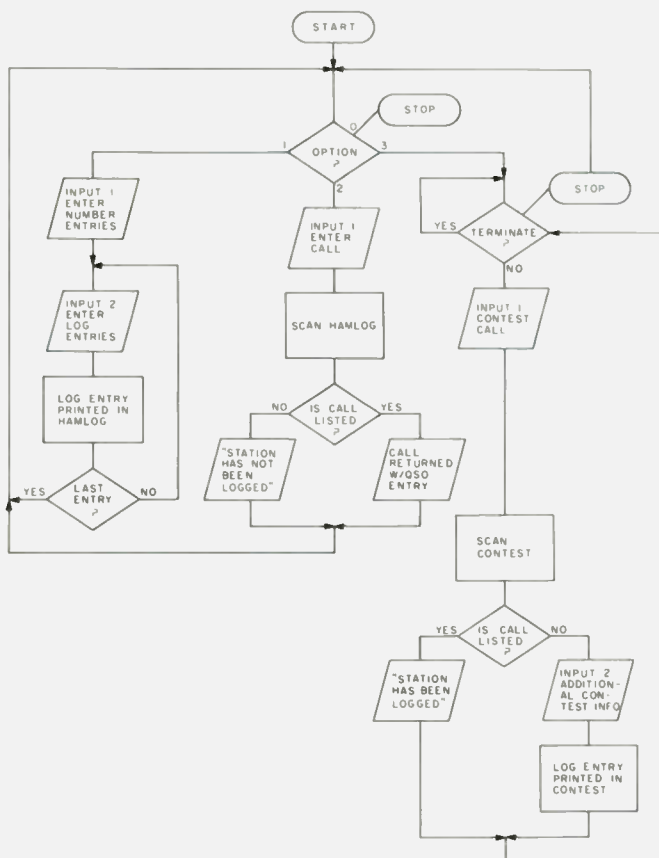 START
STOP
0
1
OPTION
?
3
2
INPUT 1
ENTER
NUMBER
ENTRIES
INPUT 2
ENTER
LOG
ENTRIES
LOG ENTRY
PRINTED IN
HAMLOG
YES
LAST
ENTRY
?
NO
INPUT 1
ENTER
CALL
SCAN HAMLOG
NO
IS CALL
LISTED
?
YES
"STATION
HAS NOT
BEEN
LOGGED"
CALL
RETURNED
W/QSO
ENTRY
STOP
YES
TERMINATE
?
NO
INPUT 1
CONTEST
CALL
SCAN
CONTEST
YES
IS CALL
LISTED
?
NO
"STATION
HAS BEEN
LOGGED"
INPUT 2
ADDITION-
AL CON-
TEST INFO
LOG ENTRY
PRINTED IN
CONTEST